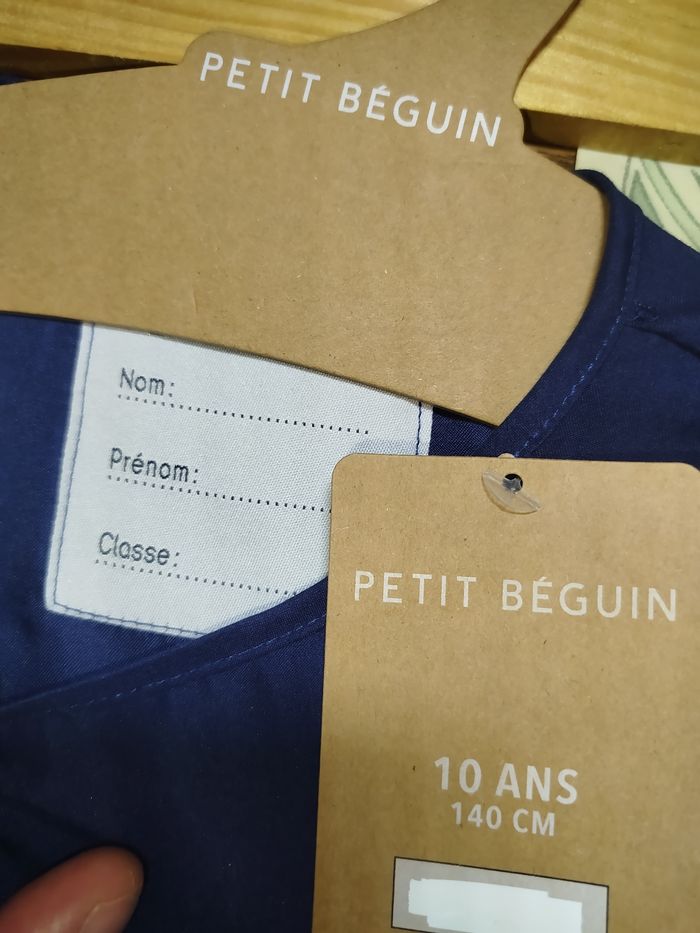 PETIT BÉGUIN
Nom:
Prénom:
Classe:
PETIT BÉGUIN
10 ANS
140 CM